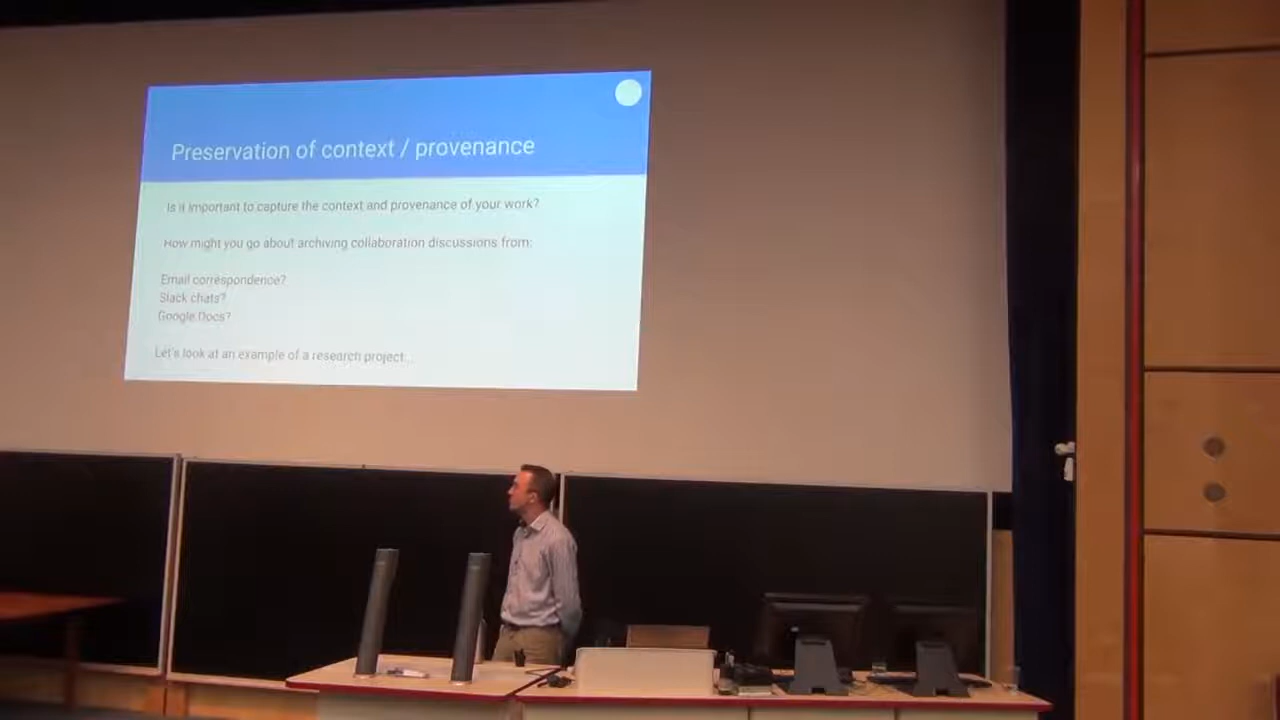 Preservation of context / provenance
Is it important to capture the context and provenance of your work?
How might you go about archiving collaboration discussions from:
Email correspondence?
Slack chats?
Google Docs?
Let's look at an example of a research project...